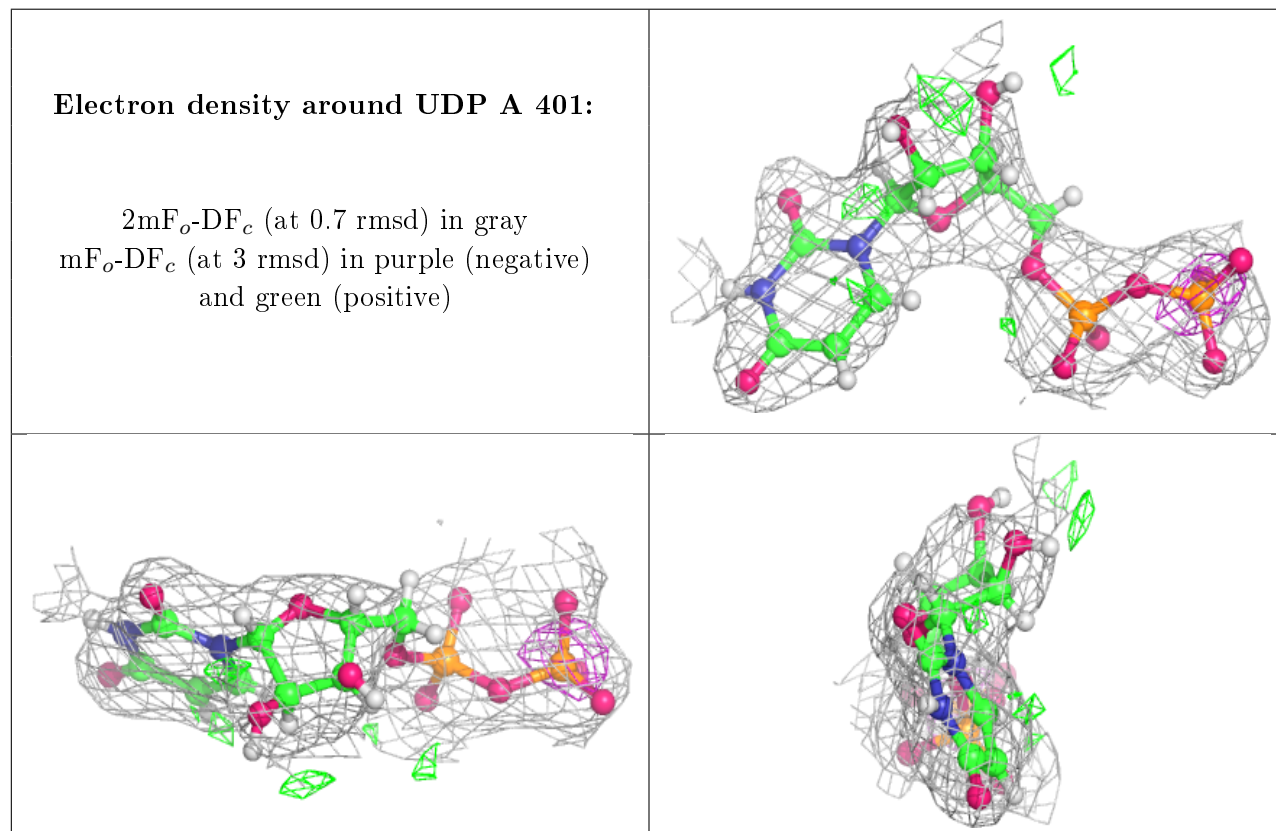 Electron density around UDP A 401:
2mFo-DFc (at 0.7 rmsd) in gray
mFo-DFc (at 3 rmsd) in purple (negative)
and green (positive)